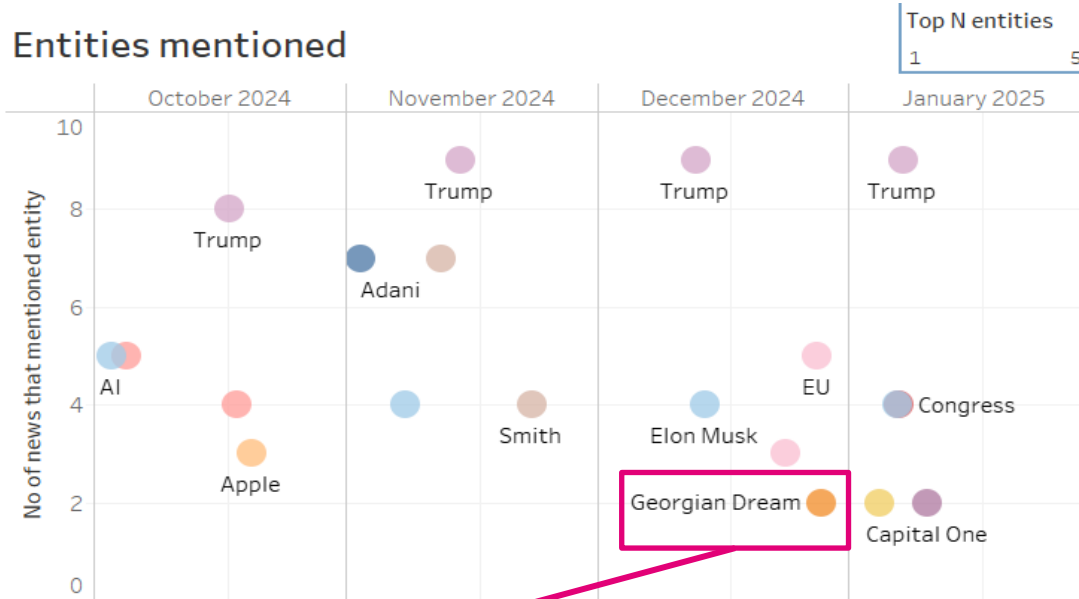 Entities mentioned
Top N entities
1 5
October 2024 November 2024 December 2024 January 2025
No of news that mentioned entity
10
8
6
4
2
0
Trump
Trump
Trump
Trump
Adani
AI
EU
Congress
Smith
Elon Musk
Apple
Georgian Dream
Capital One